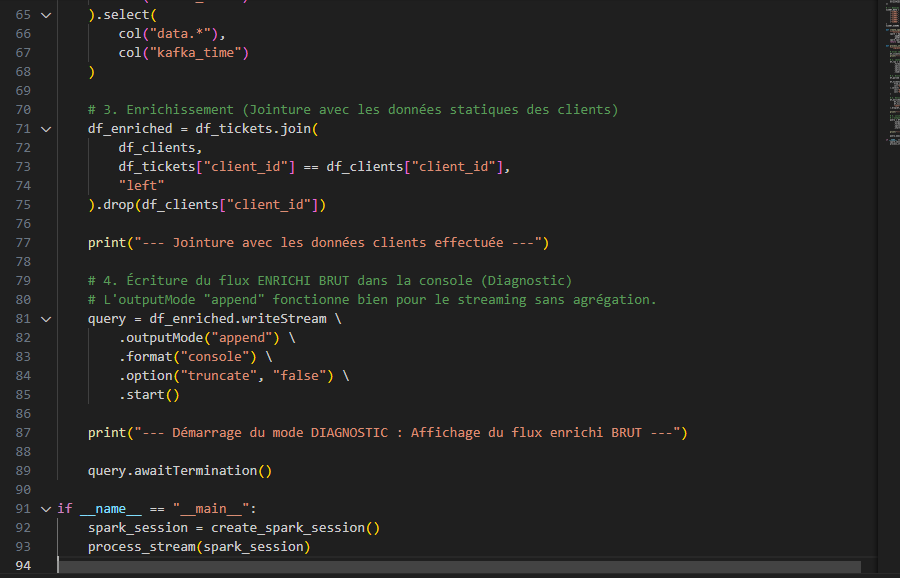 65 ).select(
66 col("data.*"),
67 col("kafka_time")
68 )
69
70 # 3. Enrichissement (Jointure avec les données statiques des clients)
71 df_enriched = df_tickets.join(
72 df_clients,
73 df_tickets["client_id"] == df_clients["client_id"],
74 "left"
75 ).drop(df_clients["client_id"])
76
77 print("--- Jointure avec les données clients effectuée ---")
78
79 # 4. Écriture du flux ENRICHI BRUT dans la console (Diagnostic)
80 # L'outputMode "append" fonctionne bien pour le streaming sans agrégation.
81 query = df_enriched.writeStream \
82 .outputMode("append") \
83 .format("console") \
84 .option("truncate", "false") \
85 .start()
86
87 print("--- Démarrage du mode DIAGNOSTIC : Affichage du flux enrichi BRUT ---")
88
89 query.awaitTermination()
90
91 if __name__ == "__main__":
92 spark_session = create_spark_session()
93 process_stream(spark_session)
94